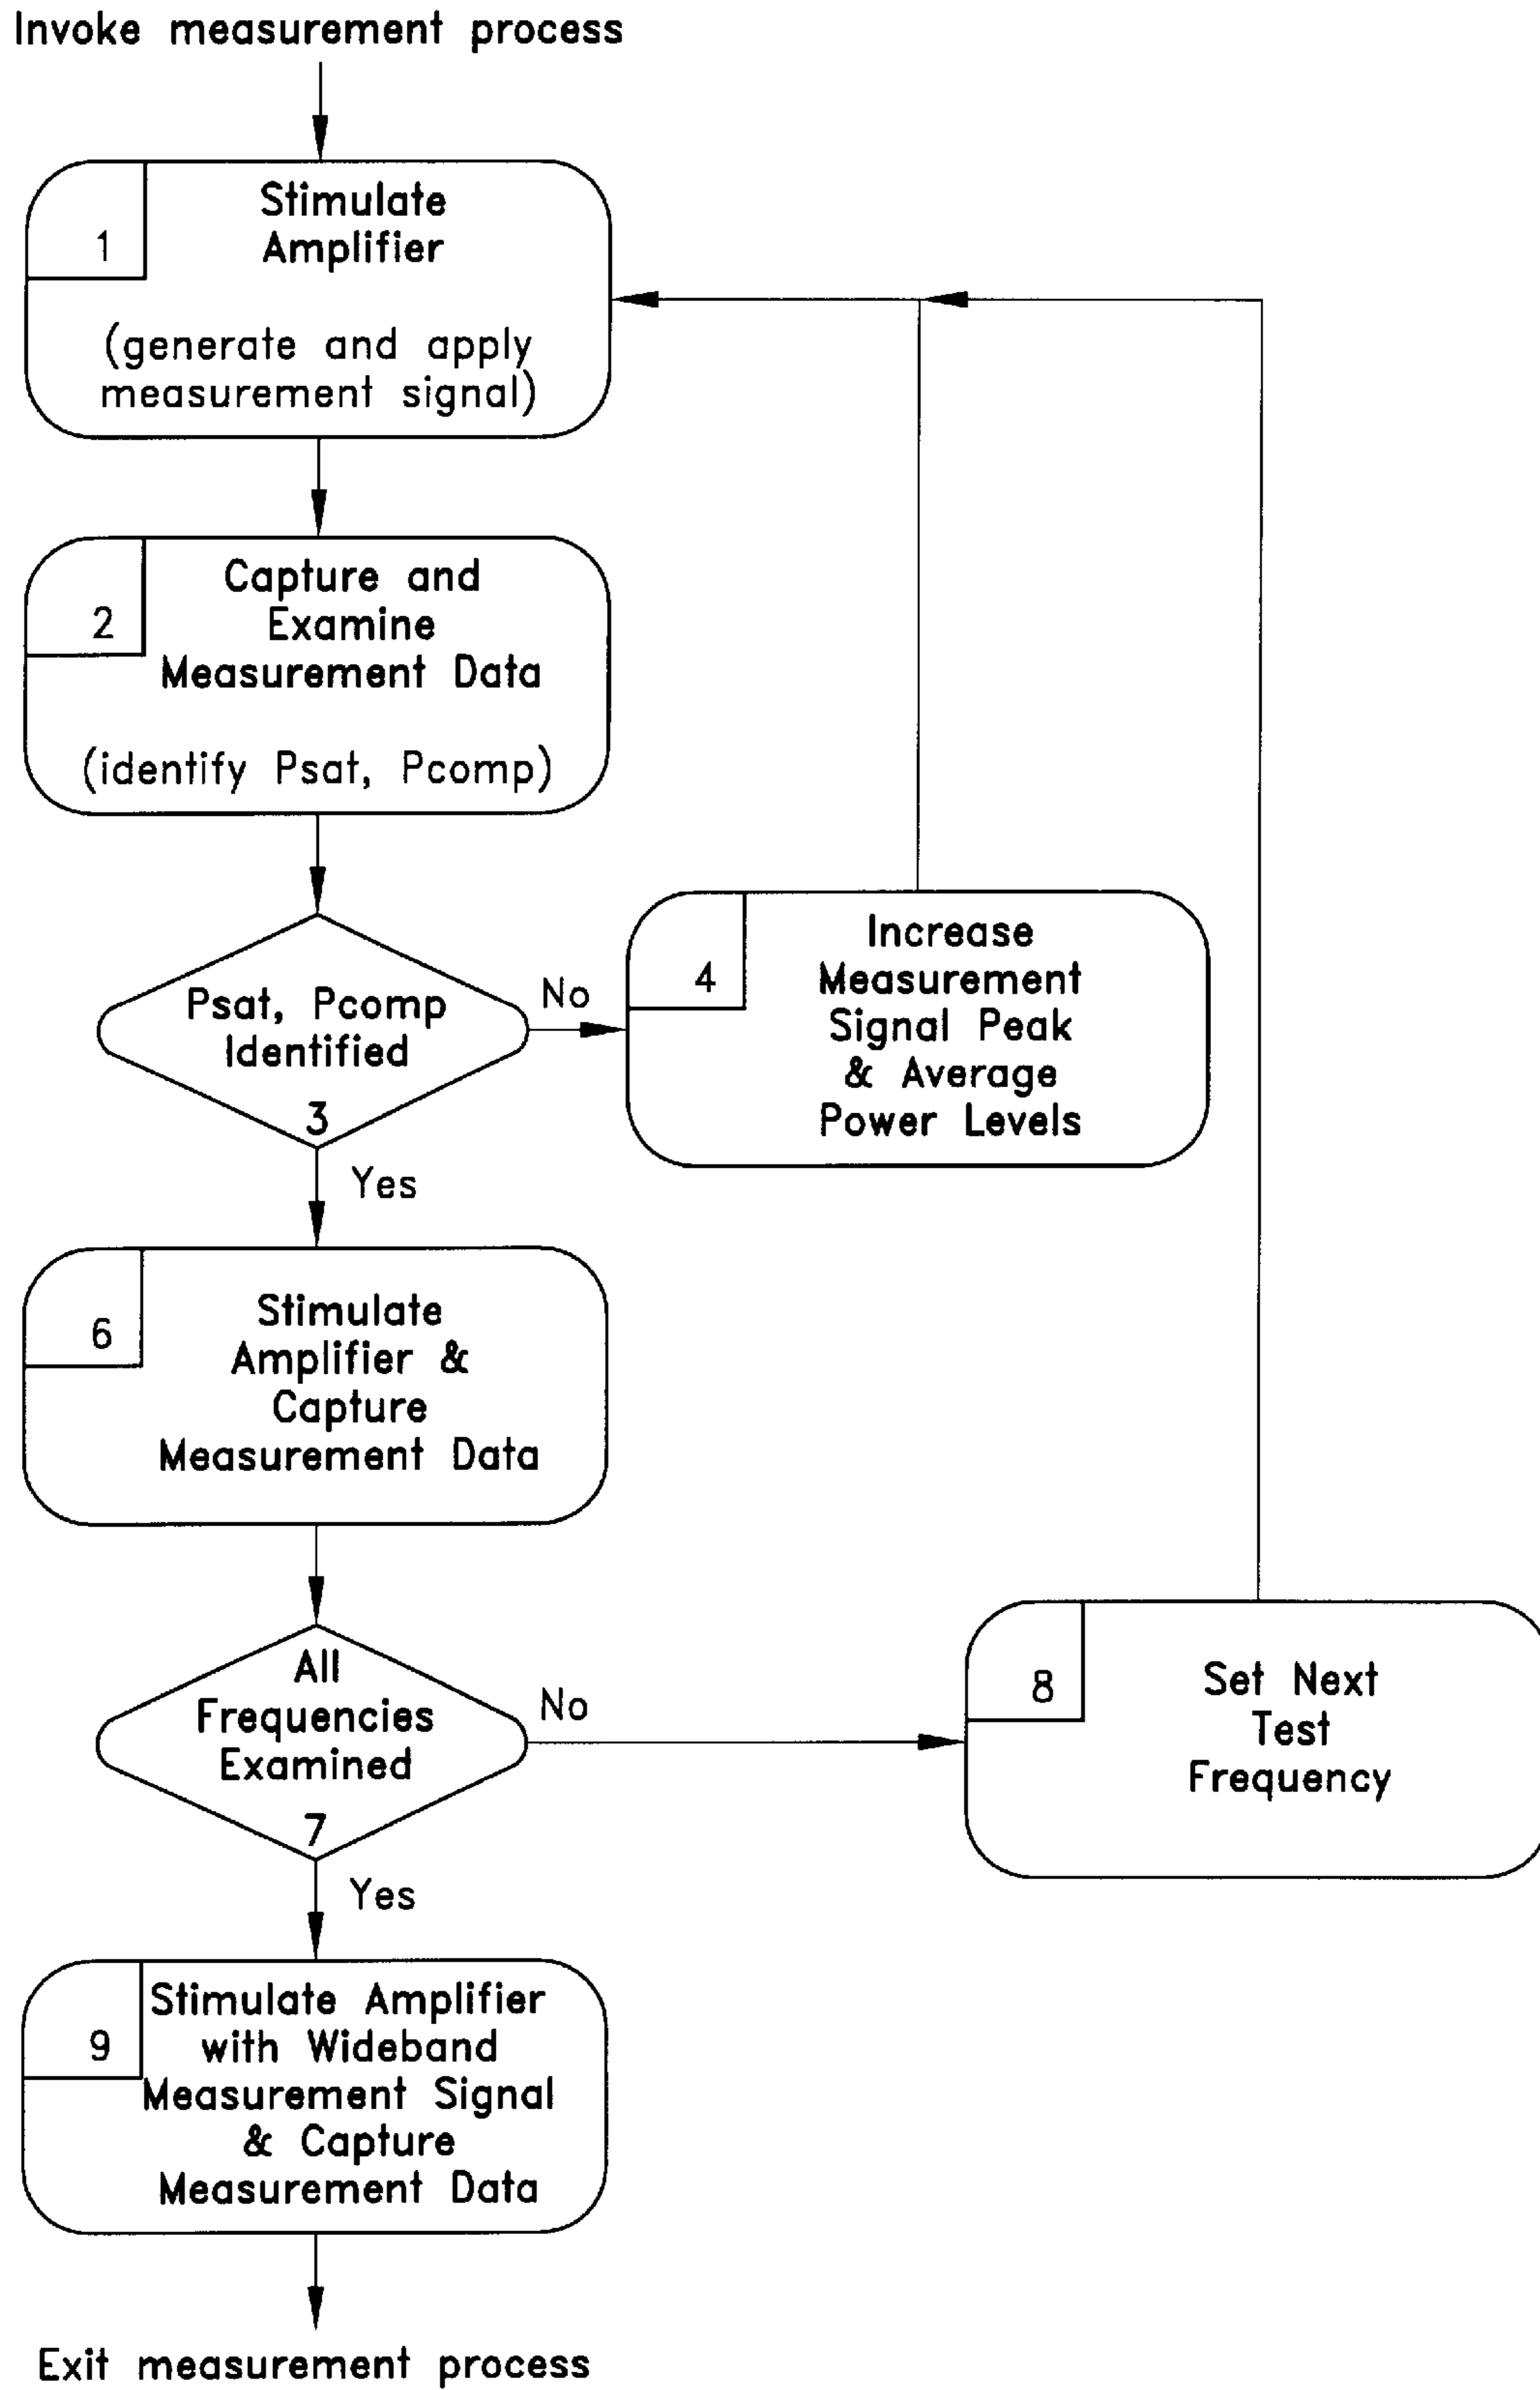 Invoke measurement process
1
Stimulate
Amplifier
(generate and apply
measurement signal)
2
Capture and
Examine
Measurement Data
(identify Psat, Pcomp)
Psat, Pcomp
Identified
3
No
Yes
4
Increase
Measurement
Signal Peak
& Average
Power Levels
6
Stimulate
Amplifier &
Capture
Measurement Data
All
Frequencies
Examined
7
No
Yes
8
Set Next
Test
Frequency
9
Stimulate Amplifier
with Wideband
Measurement Signal
& Capture
Measurement Data
Exit measurement process